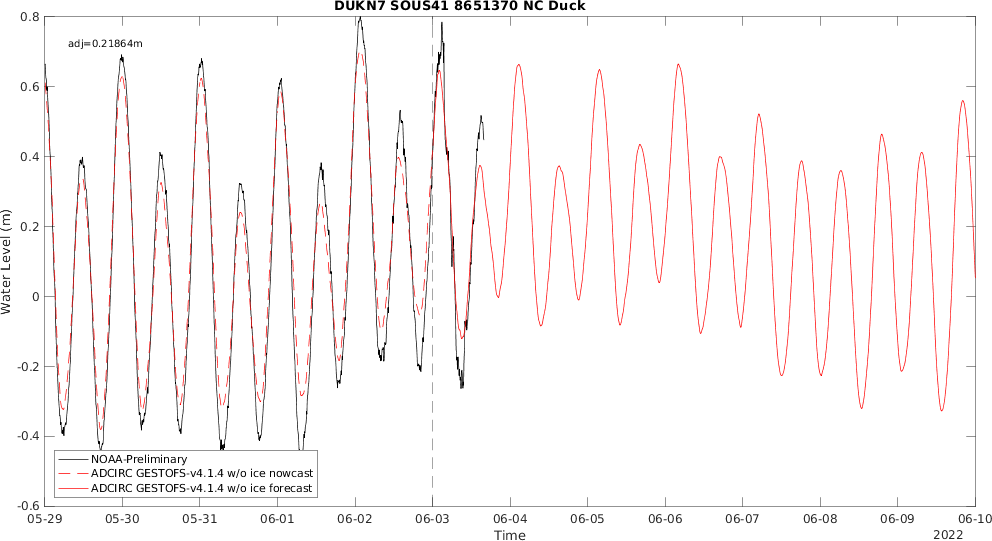 DUKN7 SOUS41 8651370 NC Duck
adj=0.21864m
0.8
0.6
0.4
0.2
0
-0.2
-0.4
-0.6
Water Level (m)
NOAA-Preliminary
ADCIRC GESTOFS-v4.1.4 w/o ice nowcast
ADCIRC GESTOFS-v4.1.4 w/o ice forecast
05-29 05-30 05-31 06-01 06-02 06-03 06-04 06-05 06-06 06-07 06-08 06-09 06-10
Time
2022